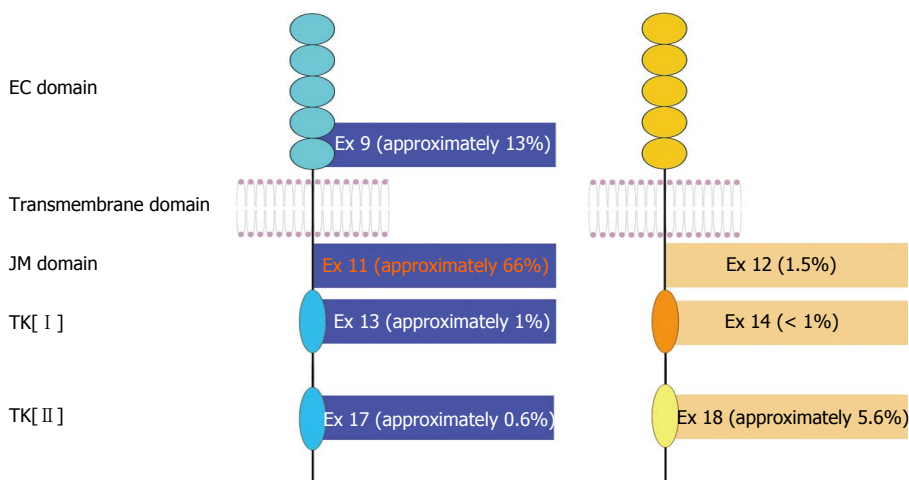 EC domain
Ex 9 (approximately 13%)
Transmembrane domain
JM domain
Ex 11 (approximately 66%)
Ex 12 (1.5%)
TK[Ⅰ]
Ex 13 (approximately 1%)
Ex 14 (< 1%)
TK[Ⅱ]
Ex 17 (approximately 0.6%)
Ex 18 (approximately 5.6%)